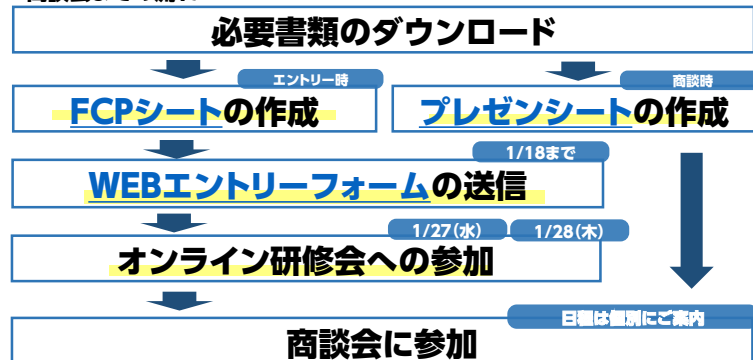 必要書類のダウンロード
エントリー時
商談時
FCPシートの作成
プレゼンシートの作成
1/18まで
WEBエントリーフォームの送信
1/27(水)
1/28(木)
オンライン研修会への参加
日程は個別にご案内
商談会に参加